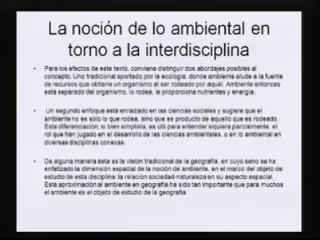 La noción de lo ambiental en
torno a la interdisciplina
• Para los efectos de este texto, conviene distinguir dos abordajes posibles al
concepto. Uno tradicional aportado por la ecología, donde ambiente alude a la fuente
de recursos que obtiene un organismo al ser rodeado por aquel. Ambiente entonces
esta separado del organismo, lo rodea, le proporciona nutrientes y energía.
• Un segundo enfoque esta enraizado en las ciencias sociales y sugiere que el
ambiente no es solo lo que rodea, sino que es producto de aquello que es rodeado.
Esta diferenciación, si bien simplista, es útil para entender siquiera parcialmente, el
rol que han jugado en el desarrollo de las ciencias ambientales, o en lo ambiental en
diversas disciplinas conexas.
• De alguna manera ésta es la visión tradicional de la geografía, en cuyo seno se ha
enfatizado la dimensión espacial de la noción de ambiente, en el marco del objeto de
estudio de esta disciplina: la relación sociedad-naturaleza en su aspecto espacial.
Esta aproximación al ambiente en geografía ha sido tan importante que para muchos
el ambiente es el objeto de estudio de la geografía